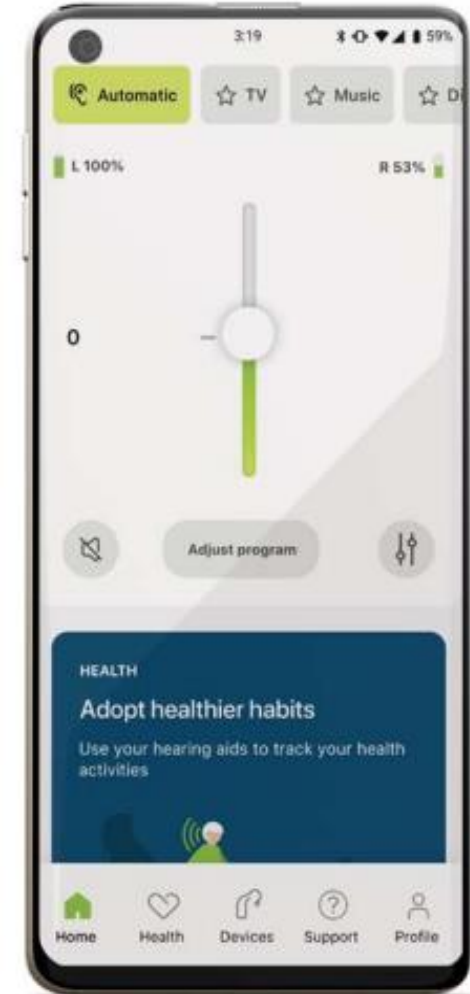 3:19
59%
Automatic
TV
Music
Di
L 100%
R 53%
0
Adjust program
HEALTH
Adopt healthier habits
Use your hearing aids to track your health
activities
Home
Health
Devices
Support
Profile